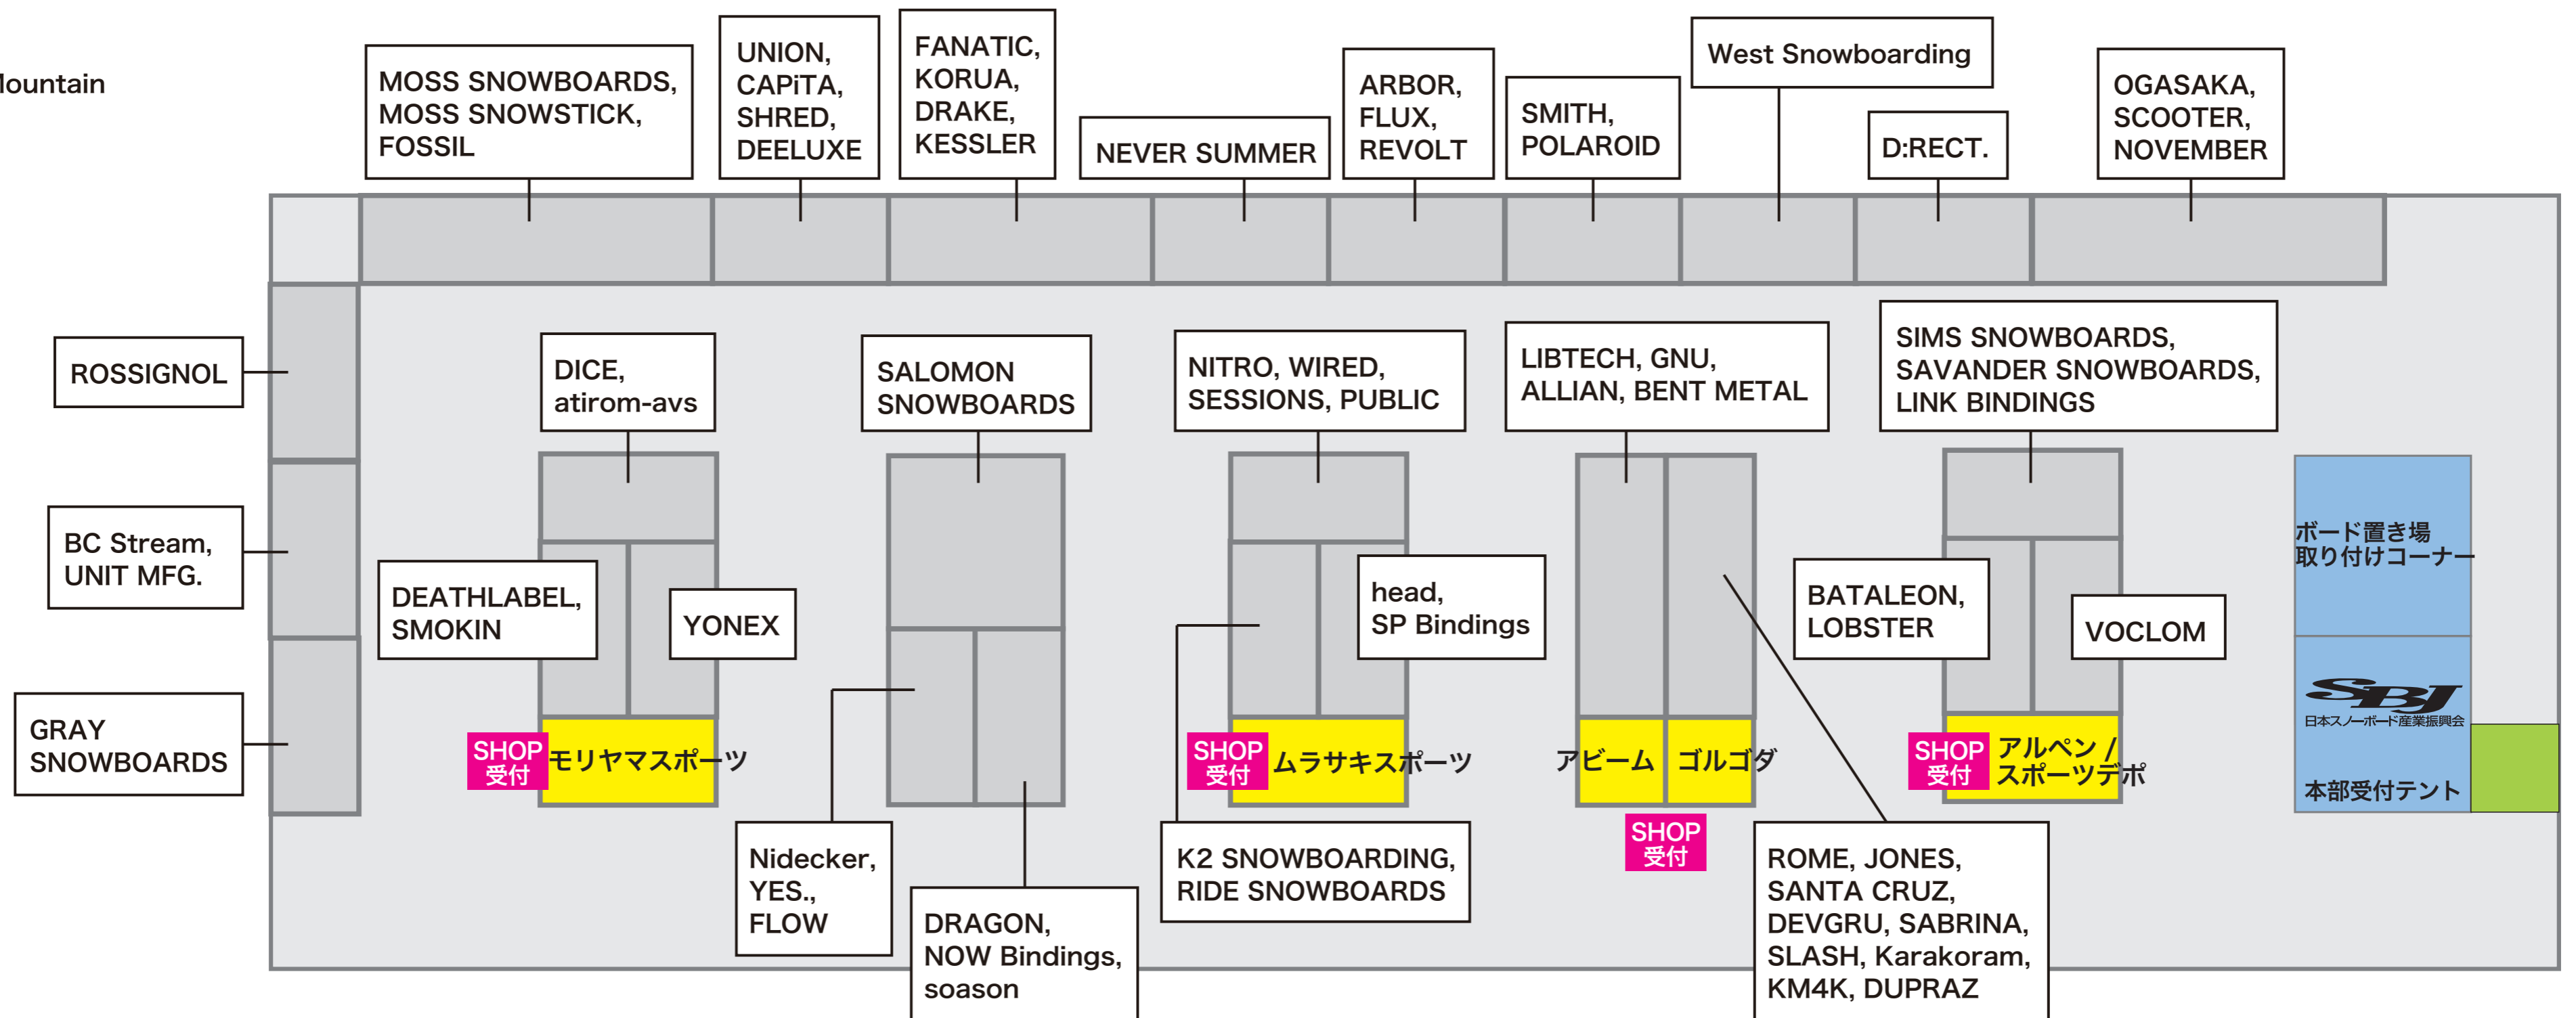 Mountain
MOSS SNOWBOARDS,
MOSS SNOWSTICK,
FOSSIL
UNION,
CAPiTA,
SHRED,
DEELUXE
FANATIC,
KORUA,
DRAKE,
KESSLER
NEVER SUMMER
ARBOR,
FLUX,
REVOLT
SMITH,
POLAROID
West Snowboarding
D:RECT.
OGASAKA,
SCOOTER,
NOVEMBER
ROSSIGNOL
BC Stream,
UNIT MFG.
GRAY
SNOWBOARDS
DICE,
atirom-avs
DEATHLABEL,
SMOKIN
YONEX
SHOP
受付
モリヤマスポーツ
SALOMON
SNOWBOARDS
Nidecker,
YES.,
FLOW
DRAGON,
NOW Bindings,
soason
NITRO, WIRED,
SESSIONS, PUBLIC
head,
SP Bindings
K2 SNOWBOARDING,
RIDE SNOWBOARDS
SHOP
受付
ムラサキスポーツ
LIBTECH, GNU,
ALLIAN, BENT METAL
アビーム
ゴルゴダ
SHOP
受付
ROME, JONES,
SANTA CRUZ,
DEVGRU, SABRINA,
SLASH, Karakoram,
KM4K, DUPRAZ
SIMS SNOWBOARDS,
SAVANDER SNOWBOARDS,
LINK BINDINGS
BATALEON,
LOBSTER
VOCLOM
SHOP
受付
アルペン /
スポーツデポ
ボード置き場
取り付けコーナー
SBJ
日本スノーボード産業振興会
本部受付テント